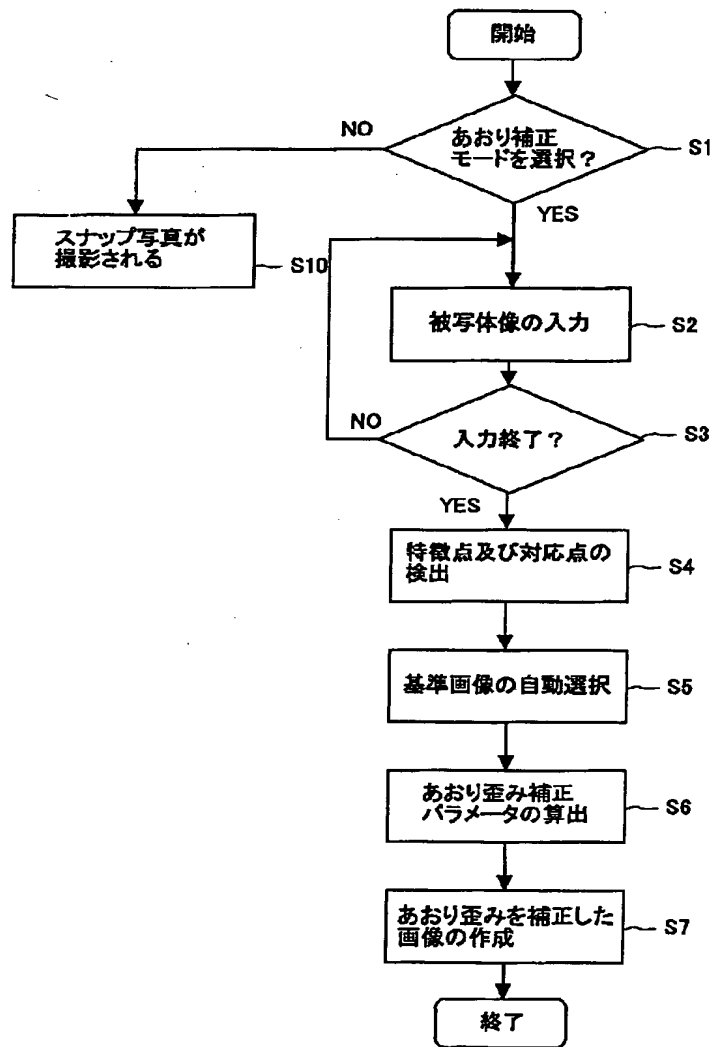 開始
あおり補正
モードを選択？
S1
NO
YES
スナップ写真が
撮影される
S10
被写体像の入力
S2
入力終了？
S3
NO
YES
特徴点及び対応点の
検出
S4
基準画像の自動選択
S5
あおり歪み補正
パラメータの算出
S6
あおり歪みを補正した
画像の作成
S7
終了